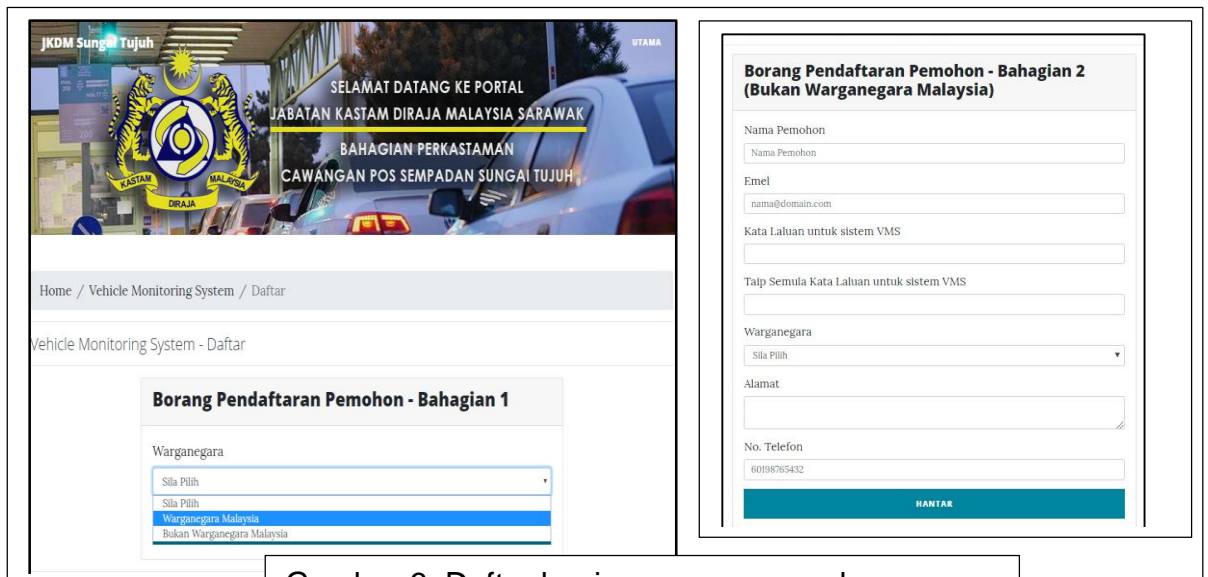 JKDM Sungai Tujuh
UTAMA
SELAMAT DATANG KE PORTAL
JABATAN KASTAM DIRAJA MALAYSIA SARAWAK
BAHAGIAN PERKASTAMAN
CAWANGAN POS SEMPADAN SUNGAI TUJUH
KASTAM
DIRAJA
MALAYSIA
200
Home / Vehicle Monitoring System / Daftar
Vehicle Monitoring System - Daftar
Borang Pendaftaran Pemohon - Bahagian 1
Warganegara
Sila Pilih
Sila Pilih
Warganegara Malaysia
Bukan Warganegara Malaysia
Borang Pendaftaran Pemohon - Bahagian 2
(Bukan Warganegara Malaysia)
Nama Pemohon
Nama Pemohon
Emel
nama@domain.com
Kata Laluan untuk sistem VMS
Taip Semula Kata Laluan untuk sistem VMS
Warganegara
Sila Pilih
Alamat
No. Telefon
60198765432
HANTAR